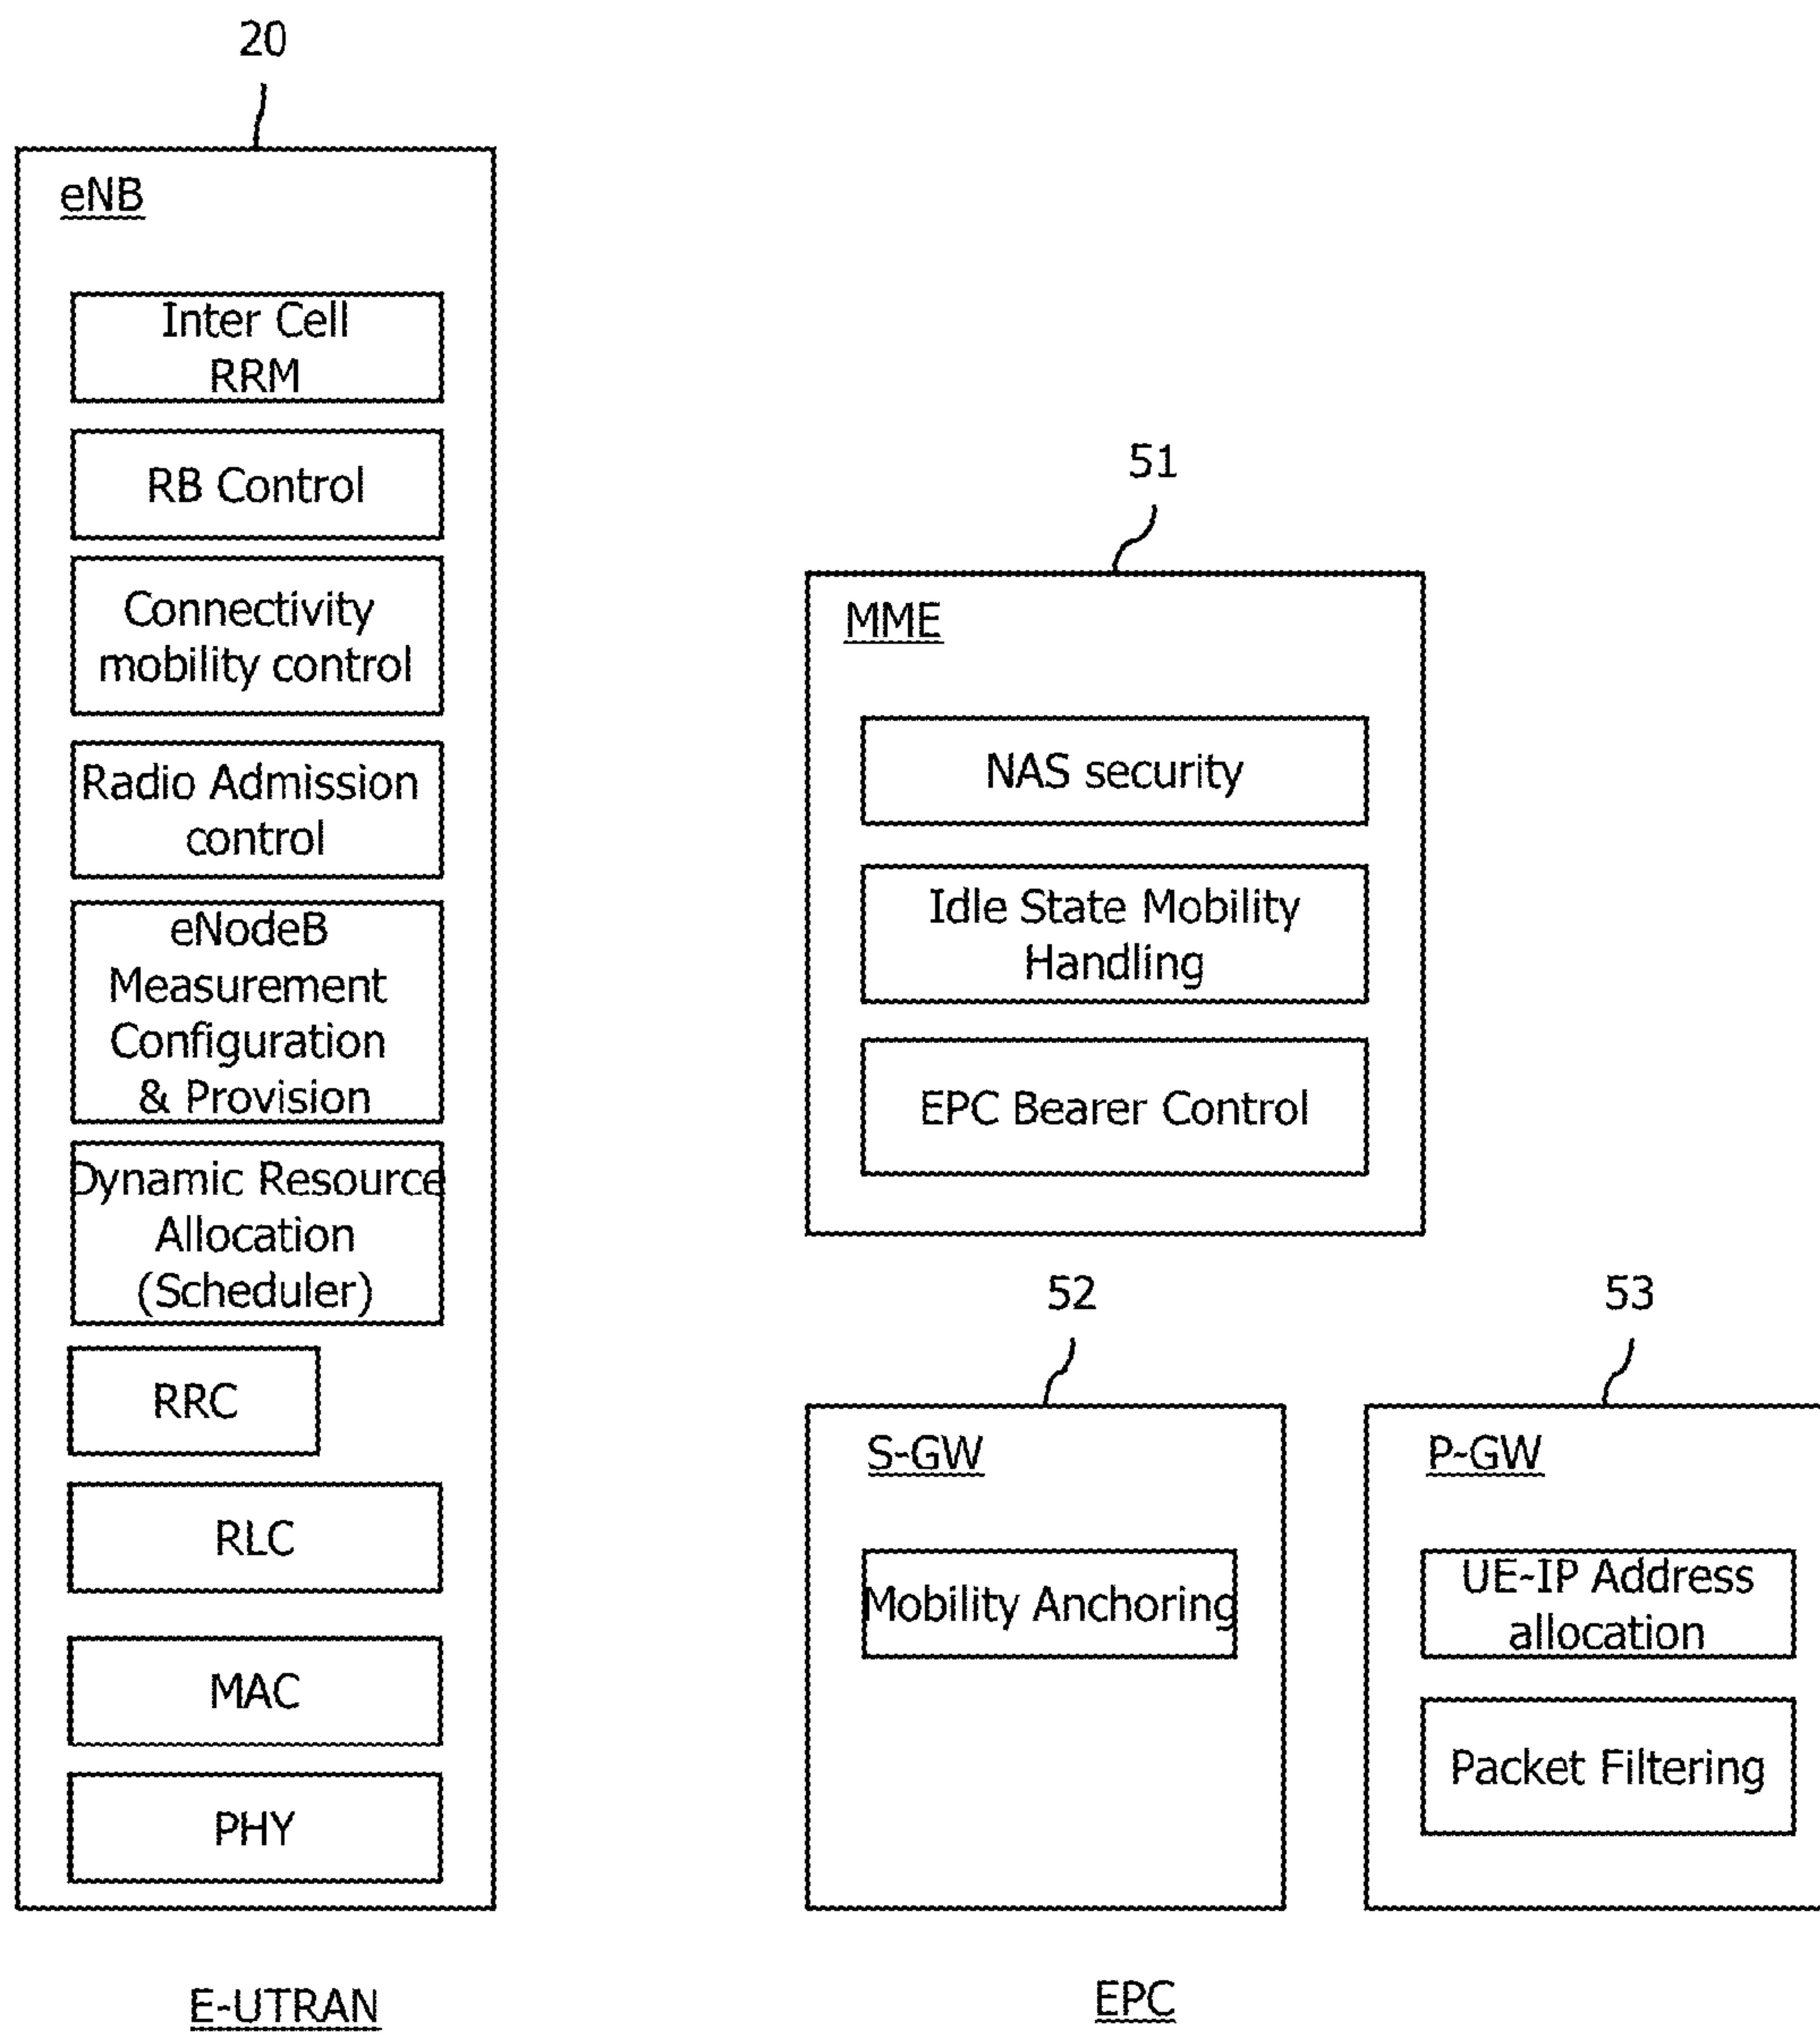 20
eNB
Inter Cell
RRM
RB Control
Connectivity
mobility control
Radio Admission
control
eNodeB
Measurement
Configuration
& Provision
Dynamic Resource
Allocation
(Scheduler)
RRC
RLC
MAC
PHY
E-UTRAN
51
MME
NAS security
Idle State Mobility
Handling
EPC Bearer Control
52
S-GW
Mobility Anchoring
53
P-GW
UE-IP Address
allocation
Packet Filtering
EPC